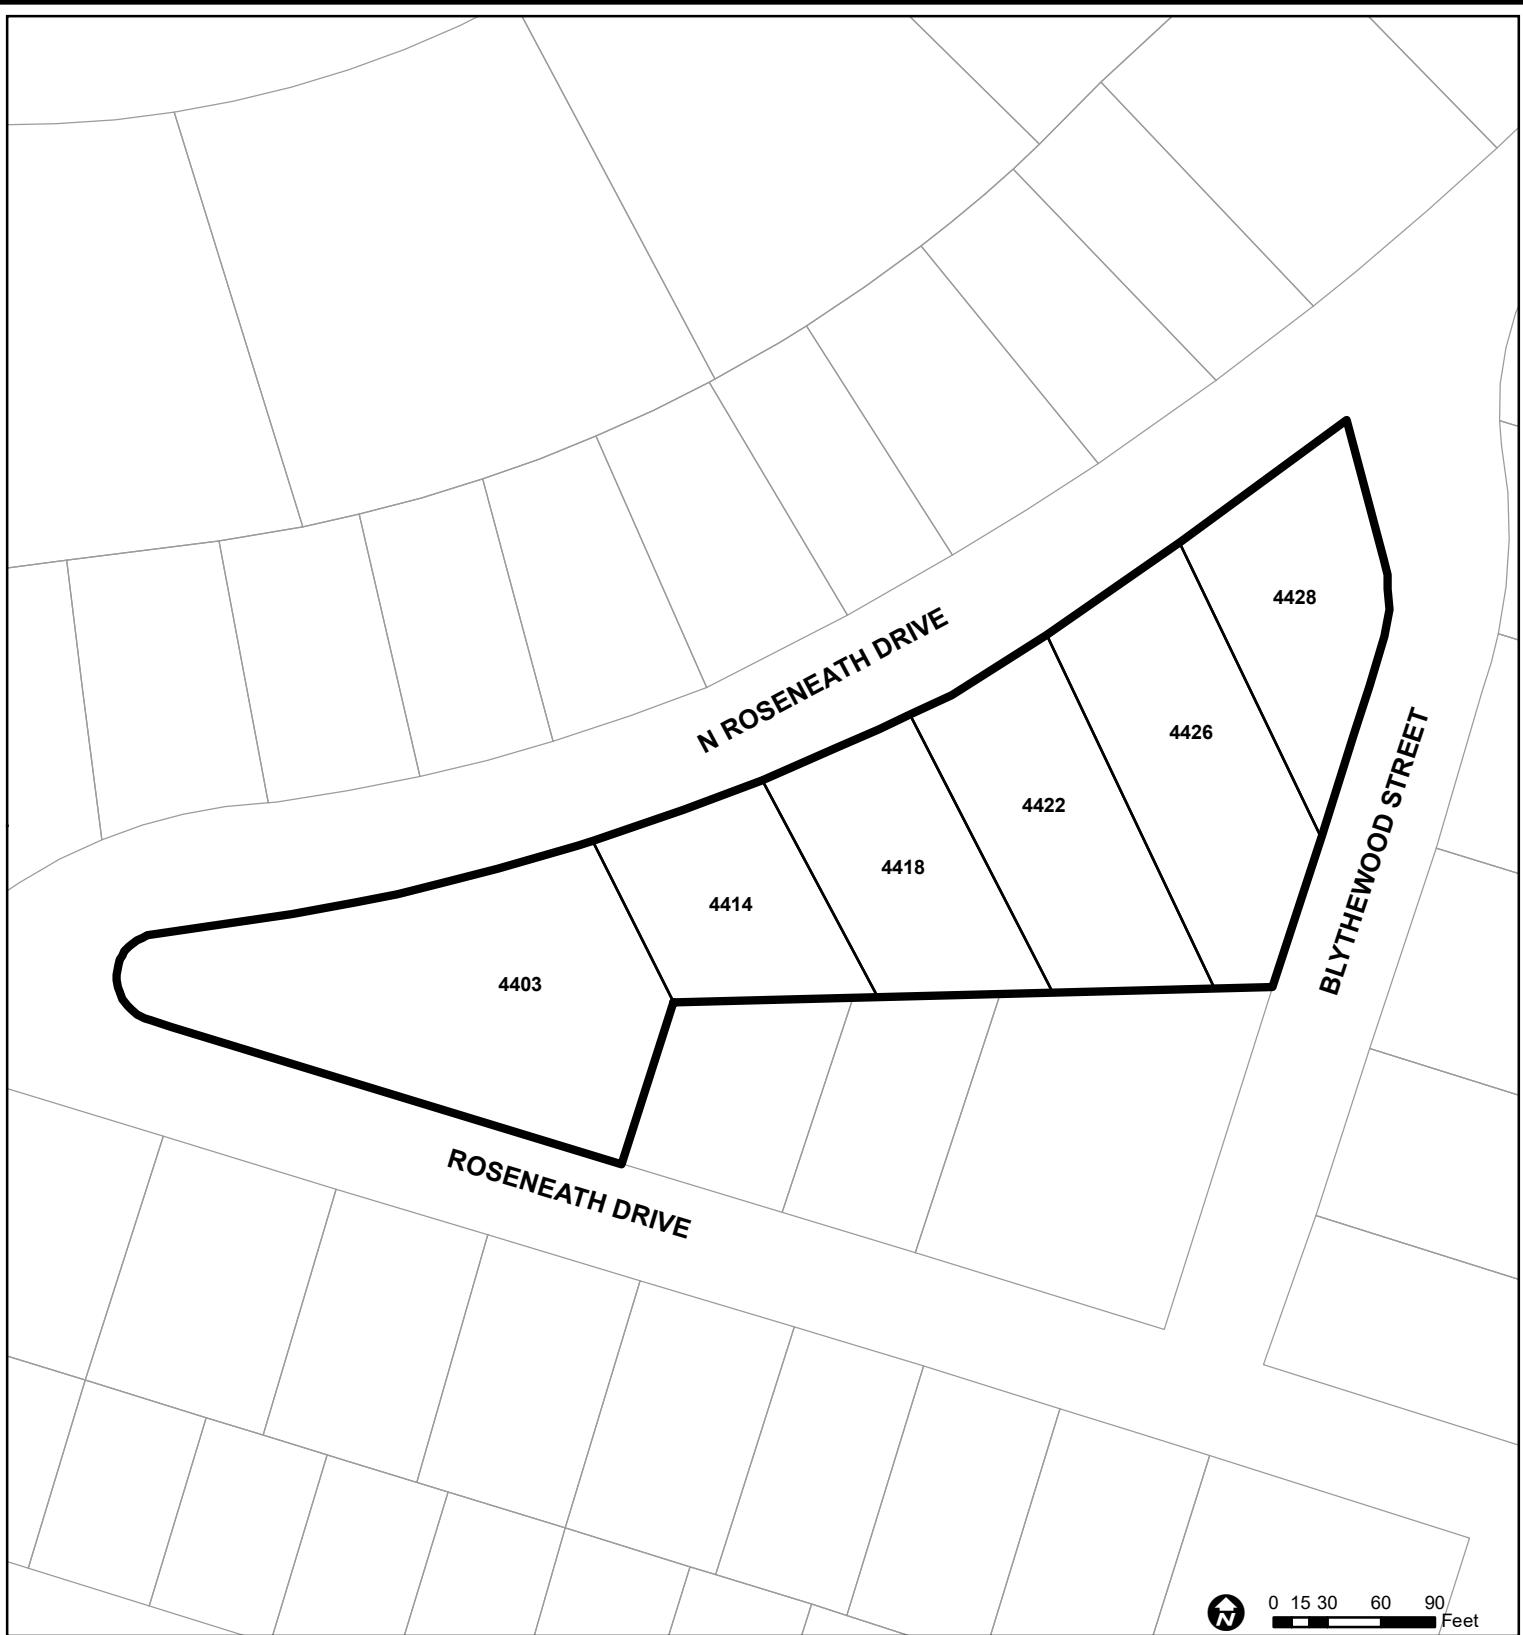 4428
N ROSENEATH DRIVE
4426
BLYTHEWOOD STREET
4422
4418
4414
4403
ROSENEATH DRIVE
N
0 15 30 60 90
Feet